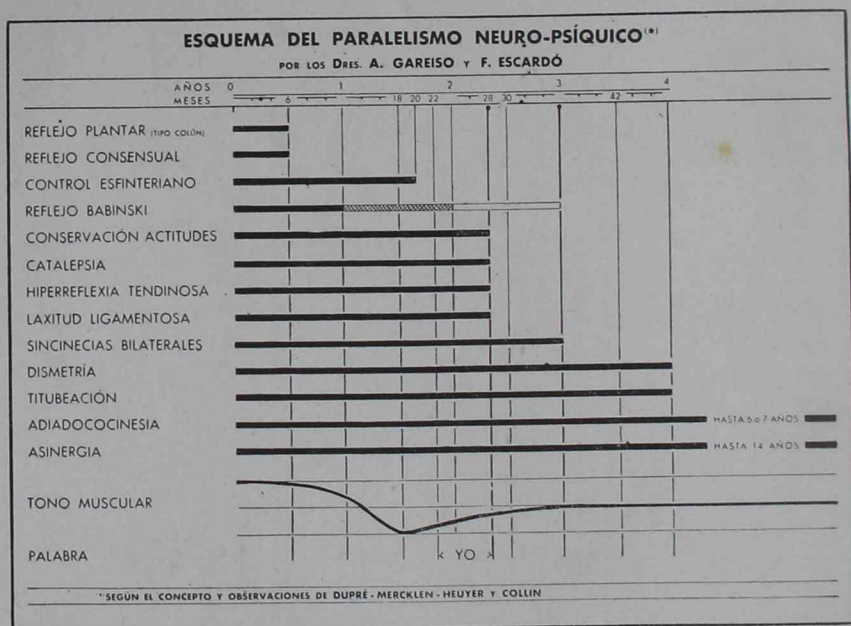 ESQUEMA DEL PARALELISMO NEURO-PSÍQUICO(*)
POR LOS DRES. A. GAREISO Y F. ESCARDÓ
AÑOS 0 1 2 3 4
MESES 6 18 20 22 28 30 42
REFLEJO PLANTAR (TIPO COLÚN)
REFLEJO CONSENSUAL
CONTROL ESFINTERIANO
REFLEJO BABINSKI
CONSERVACIÓN ACTITUDES
CATALEPSIA
HIPERREFLEXIA TENDINOSA
LAXITUD LIGAMENTOSA
SINCINECIAS BILATERALES
DISMETRÍA
TITUBEACIÓN
ADIADOCOCINESIA HASTA 6 o 7 AÑOS
ASINERGIA HASTA 14 AÑOS
TONO MUSCULAR
PALABRA < YO >
*SEGÚN EL CONCEPTO Y OBSERVACIONES DE DUPRÉ - MERCKLEN - HEUYER Y COLLIN